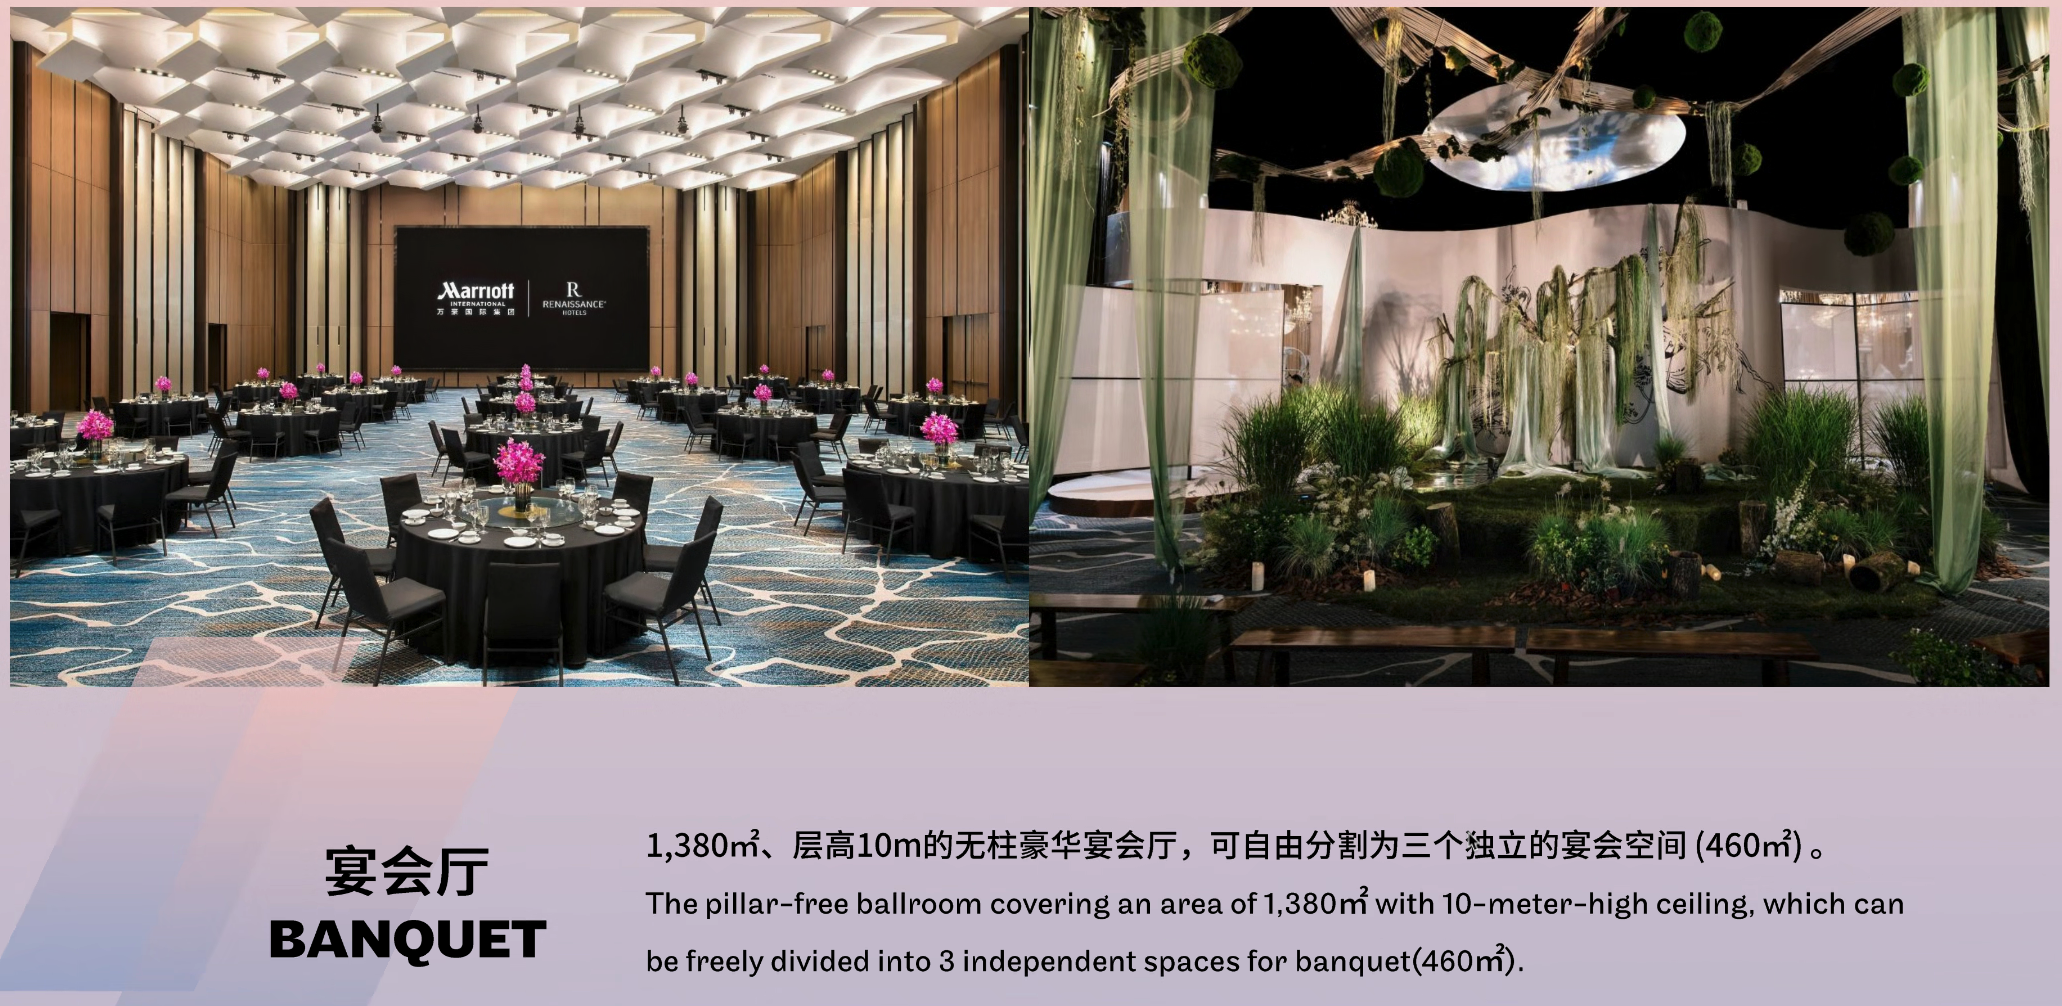 Marriott
INTERNATIONAL
万豪国际集团
R
RENAISSANCE®
HOTELS
宴会厅
BANQUET
1,380㎡、层高10m的无柱豪华宴会厅，可自由分割为三个独立的宴会空间 (460㎡) 。
The pillar-free ballroom covering an area of 1,380㎡ with 10-meter-high ceiling, which can
be freely divided into 3 independent spaces for banquet(460㎡).